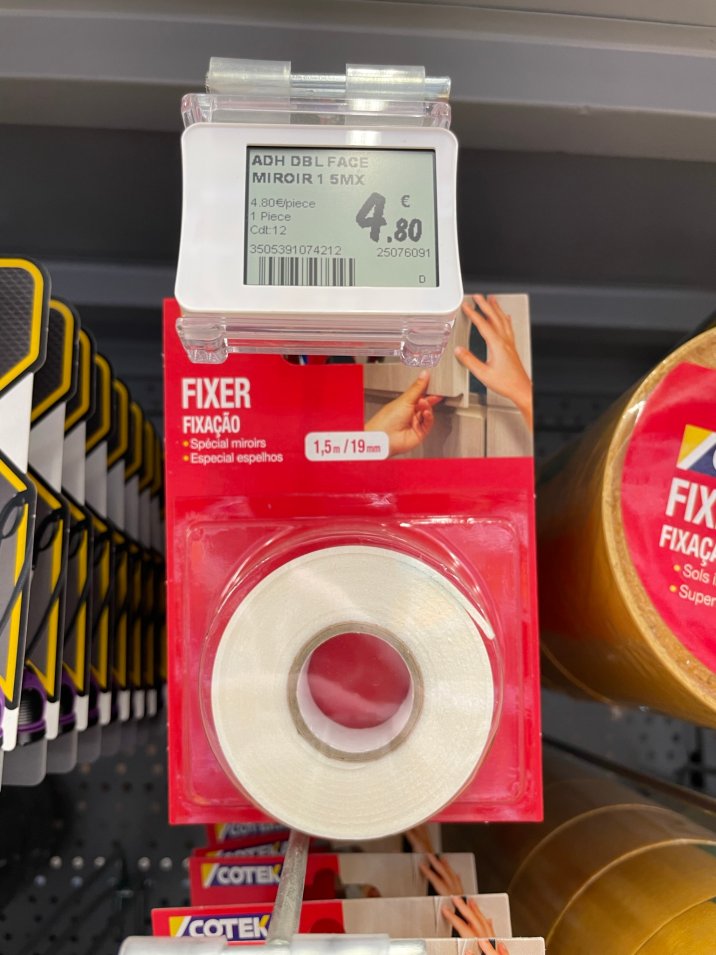 ADH DBL FACE
MIROIR 1 5MX
4.80€/piece
1 Piece
Cdt:12
4.80 €
3505391074212
25076091
D
FIXER
FIXAÇÃO
• Spécial miroirs
• Especial espelhos
1,5m / 19mm
FIX
FIXAÇ
• Sols
• Super
COTEK
COTEK